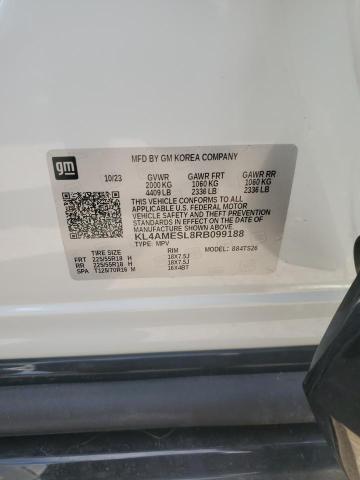 gm
MFD BY GM KOREA COMPANY
10/23 GVWR GAWR FRT GAWR RR
2000 KG 1060 KG 1060 KG
4409 LB 2336 LB 2336 LB
THIS VEHICLE CONFORMS TO ALL
APPLICABLE U.S. FEDERAL MOTOR
VEHICLE SAFETY AND THEFT PREVENTION
STANDARDS IN EFFECT ON THE DATE OF
MANUFACTURE SHOWN ABOVE.
KL4AMESL8RB099188
TYPE: MPV MODEL: 884TS26
TIRE SIZE RIM
FRT 225/55R18 H 18X7.5J
RR 225/55R18 H 18X7.5J
SPA T125/70R16 M 16X4BT